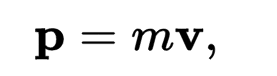 𝐩 = 𝑚𝐯,